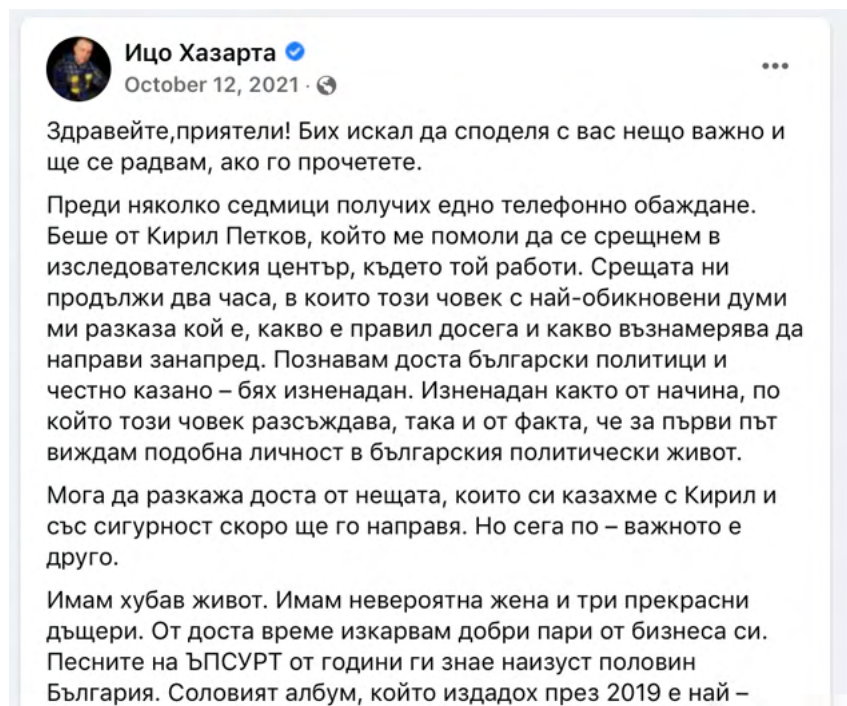 Ицо Хазарта
October 12, 2021 ·
Здравейте,приятели! Бих искал да споделя с вас нещо важно и
ще се радвам, ако го прочетете.
Преди няколко седмици получих едно телефонно обаждане.
Беше от Кирил Петков, който ме помоли да се срещнем в
изследователския център, където той работи. Срещата ни
продължи два часа, в които този човек с най-обикновени думи
ми разказа кой е, какво е правил досега и какво възнамерява да
направи занапред. Познавам доста български политици и
честно казано – бях изненадан. Изненадан както от начина, по
който този човек разсъждава, така и от факта, че за първи път
виждам подобна личност в българския политически живот.
Мога да разкажа доста от нещата, които си казахме с Кирил и
със сигурност скоро ще го направя. Но сега по – важното е
друго.
Имам хубав живот. Имам невероятна жена и три прекрасни
дъщери. От доста време изкарвам добри пари от бизнеса си.
Песните на ЪПСУРТ от години ги знае наизуст половин
България. Соловият албум, който издадох през 2019 е най –